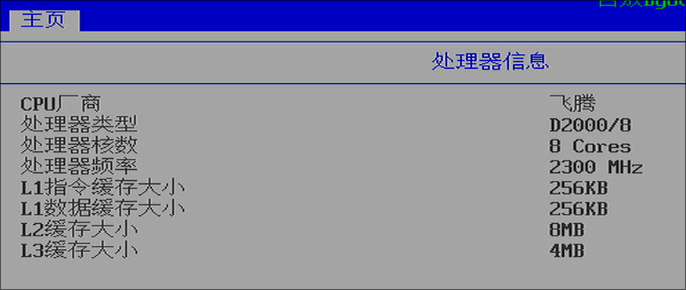 主页
处理器信息
CPU厂商 飞腾
处理器类型 D2000/8
处理器核数 8 Cores
处理器频率 2300 MHz
L1指令缓存大小 256KB
L1数据缓存大小 256KB
L2缓存大小 8MB
L3缓存大小 4MB